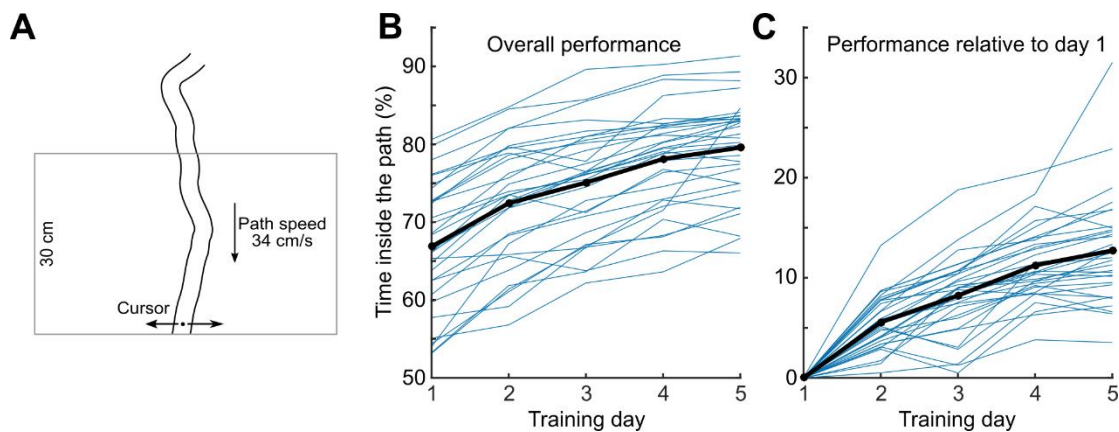 A
30 cm
Path speed
34 cm/s
Cursor
B
Overall performance
Time inside the path (%)
90
80
70
60
50
1 2 3 4 5
Training day
C
Performance relative to day 1
30
20
10
0
1 2 3 4 5
Training day